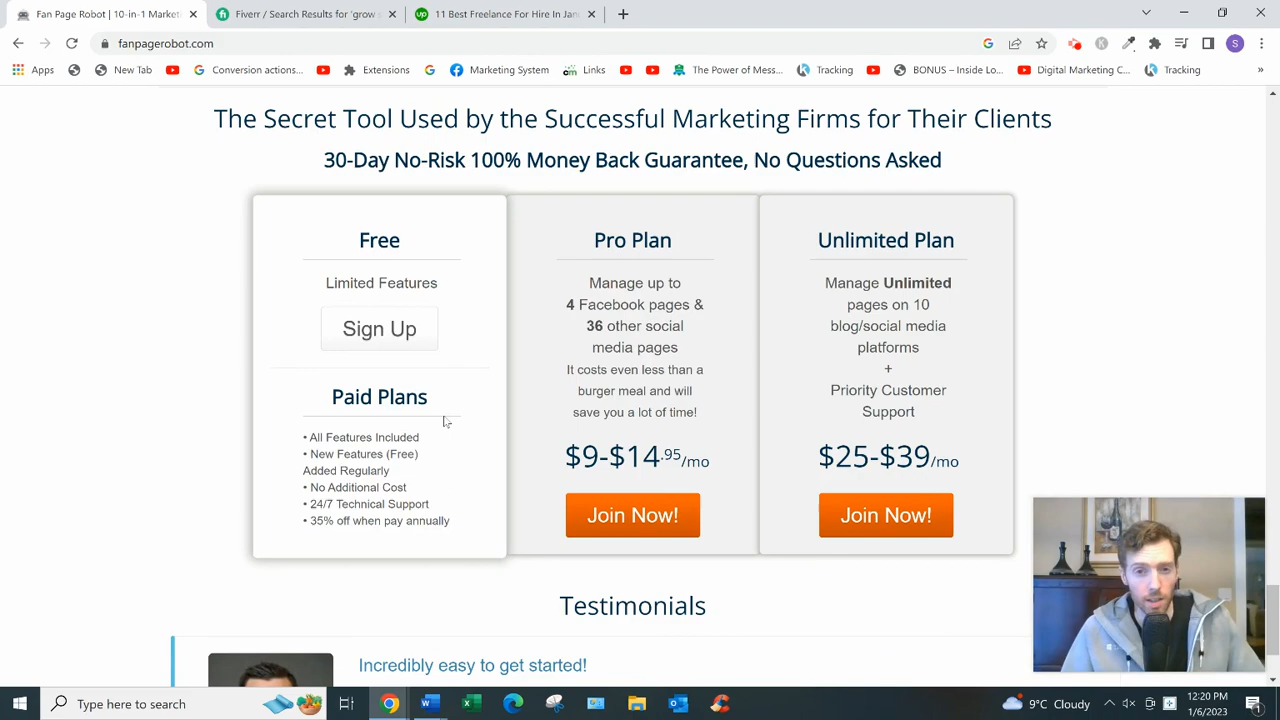 Fan Page Robot | 10-in-1 Market
Fiverr / Search Results for 'grow s
11 Best Freelance For Hire In Jan
fanpagerobot.com
Apps
New Tab
Conversion actions...
Extensions
Marketing System
Links
The Power of Mess...
Tracking
BONUS – Inside Lo...
Digital Marketing C...
Tracking
The Secret Tool Used by the Successful Marketing Firms for Their Clients
30-Day No-Risk 100% Money Back Guarantee, No Questions Asked
Free
Limited Features
Sign Up
Paid Plans
• All Features Included
• New Features (Free)
Added Regularly
• No Additional Cost
• 24/7 Technical Support
• 35% off when pay annually
Pro Plan
Manage up to
4 Facebook pages &
36 other social
media pages
It costs even less than a
burger meal and will
save you a lot of time!
$9-$14.95/mo
Join Now!
Unlimited Plan
Manage Unlimited
pages on 10
blog/social media
platforms
+
Priority Customer
Support
$25-$39/mo
Join Now!
Testimonials
Incredibly easy to get started!
Type here to search
9°C Cloudy
12:20 PM
1/6/2023